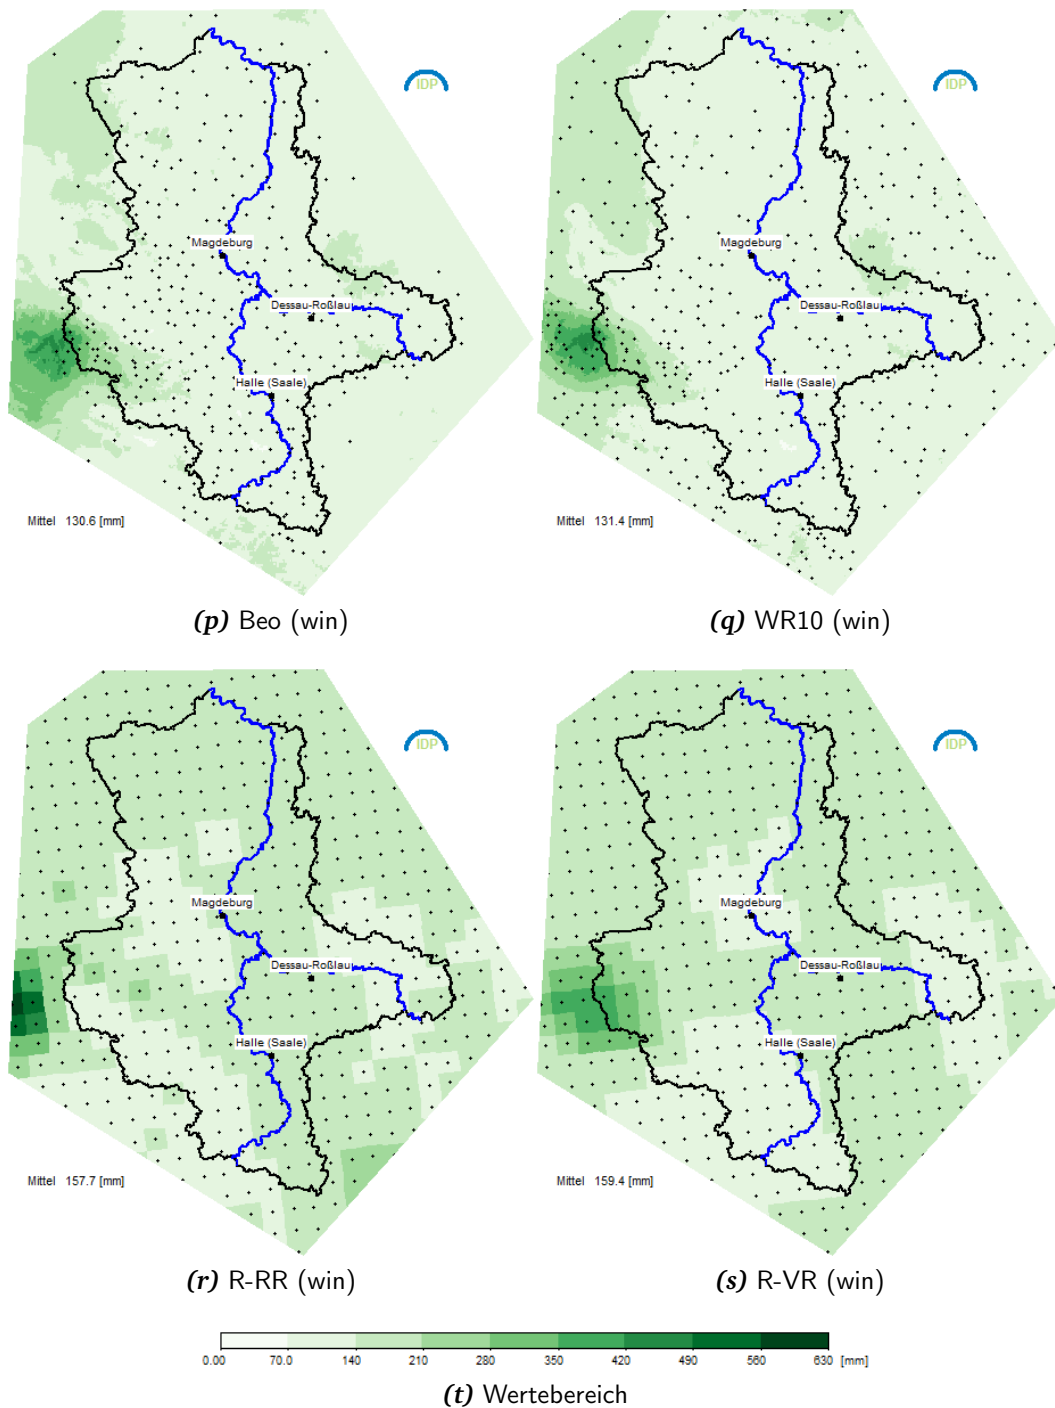 IDP
IDP
Magdeburg
Magdeburg
Dessau-Roßlau
Dessau-Roßlau
Halle (Saale)
Halle (Saale)
Mittel 130.6 [mm]
Mittel 131.4 [mm]
(p) Beo (win)
(q) WR10 (win)
IDP
IDP
Magdeburg
Magdeburg
Dessau-Roßlau
Dessau-Roßlau
Halle (Saale)
Halle (Saale)
Mittel 157.7 [mm]
Mittel 159.4 [mm]
(r) R-RR (win)
(s) R-VR (win)
0.00 70.0 140 210 280 350 420 490 560 630 [mm]
(t) Wertebereich